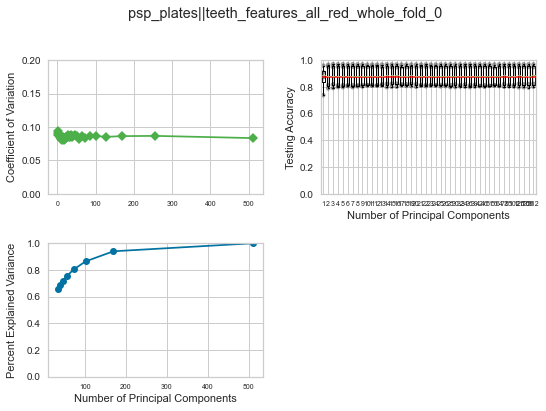 psp_plates||teeth_features_all_red_whole_fold_0
Coefficient of Variation
0.20
0.15
0.10
0.05
0.00
0 100 200 300 400 500
Testing Accuracy
1.0
0.8
0.6
0.4
0.2
0.0
Number of Principal Components
Percent Explained Variance
1.0
0.8
0.6
0.4
0.2
0.0
100 200 300 400 500
Number of Principal Components